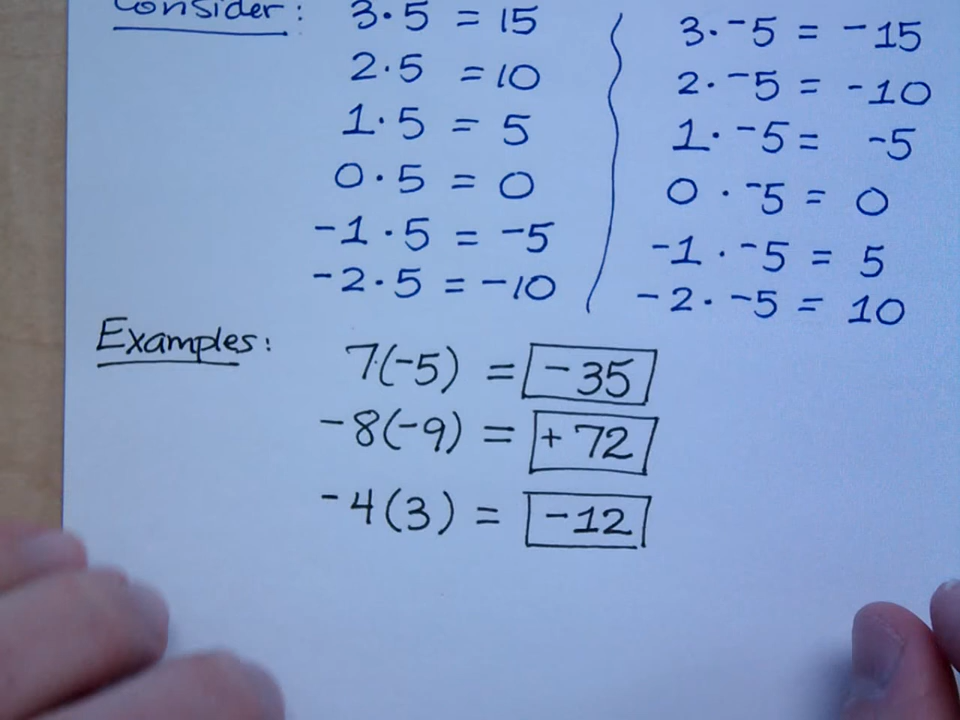 Consider: 3·5 = 15
2·5 = 10
1·5 = 5
0·5 = 0
-1·5 = -5
-2·5 = -10
3·-5 = -15
2·-5 = -10
1·-5 = -5
0·-5 = 0
-1·-5 = 5
-2·-5 = 10
Examples: 7(-5) = -35
-8(-9) = +72
-4(3) = -12